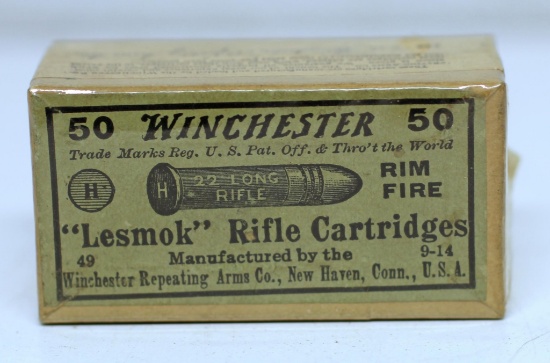 50 WINCHESTER 50
Trade Marks Reg. U. S. Pat. Off. & Thro't the World
H H 22 LONG RIFLE RIM FIRE
"Lesmok" Rifle Cartridges
49 Manufactured by the 9-14
Winchester Repeating Arms Co., New Haven, Conn., U. S. A.